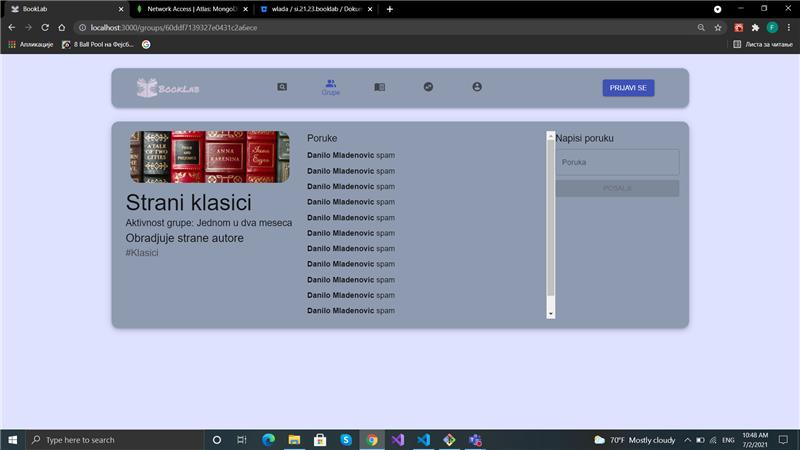 BookLab
Network Access | Atlas: MongoD
wlada / si.21.23.booklab / Dokum
localhost:3000/groups/60ddf7139327e0431c2a6ece
Апликације
8 Ball Pool на Фејсб...
Листа за читање
BookLab
Grupe
PRIJAVI SE
A TALE OF TWO CITIES
PRIDE AND PREJUDICE
ANNA KARENINA
Jane Eyre
Strani klasici
Aktivnost grupe: Jednom u dva meseca
Obradjuje strane autore
#Klasici
Poruke
Danilo Mladenovic spam
Danilo Mladenovic spam
Danilo Mladenovic spam
Danilo Mladenovic spam
Danilo Mladenovic spam
Danilo Mladenovic spam
Danilo Mladenovic spam
Danilo Mladenovic spam
Danilo Mladenovic spam
Danilo Mladenovic spam
Danilo Mladenovic spam
Napisi poruku
Poruka
POSALJI
Type here to search
70°F Mostly cloudy
ENG
10:48 AM
7/2/2021